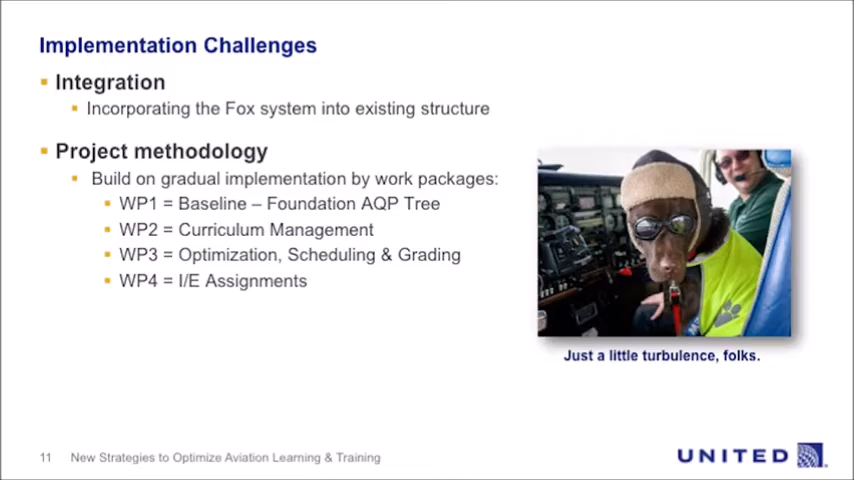 Implementation Challenges
Integration
Incorporating the Fox system into existing structure
Project methodology
Build on gradual implementation by work packages:
WP1 = Baseline – Foundation AQP Tree
WP2 = Curriculum Management
WP3 = Optimization, Scheduling & Grading
WP4 = I/E Assignments
Just a little turbulence, folks.
11 New Strategies to Optimize Aviation Learning & Training
UNITED